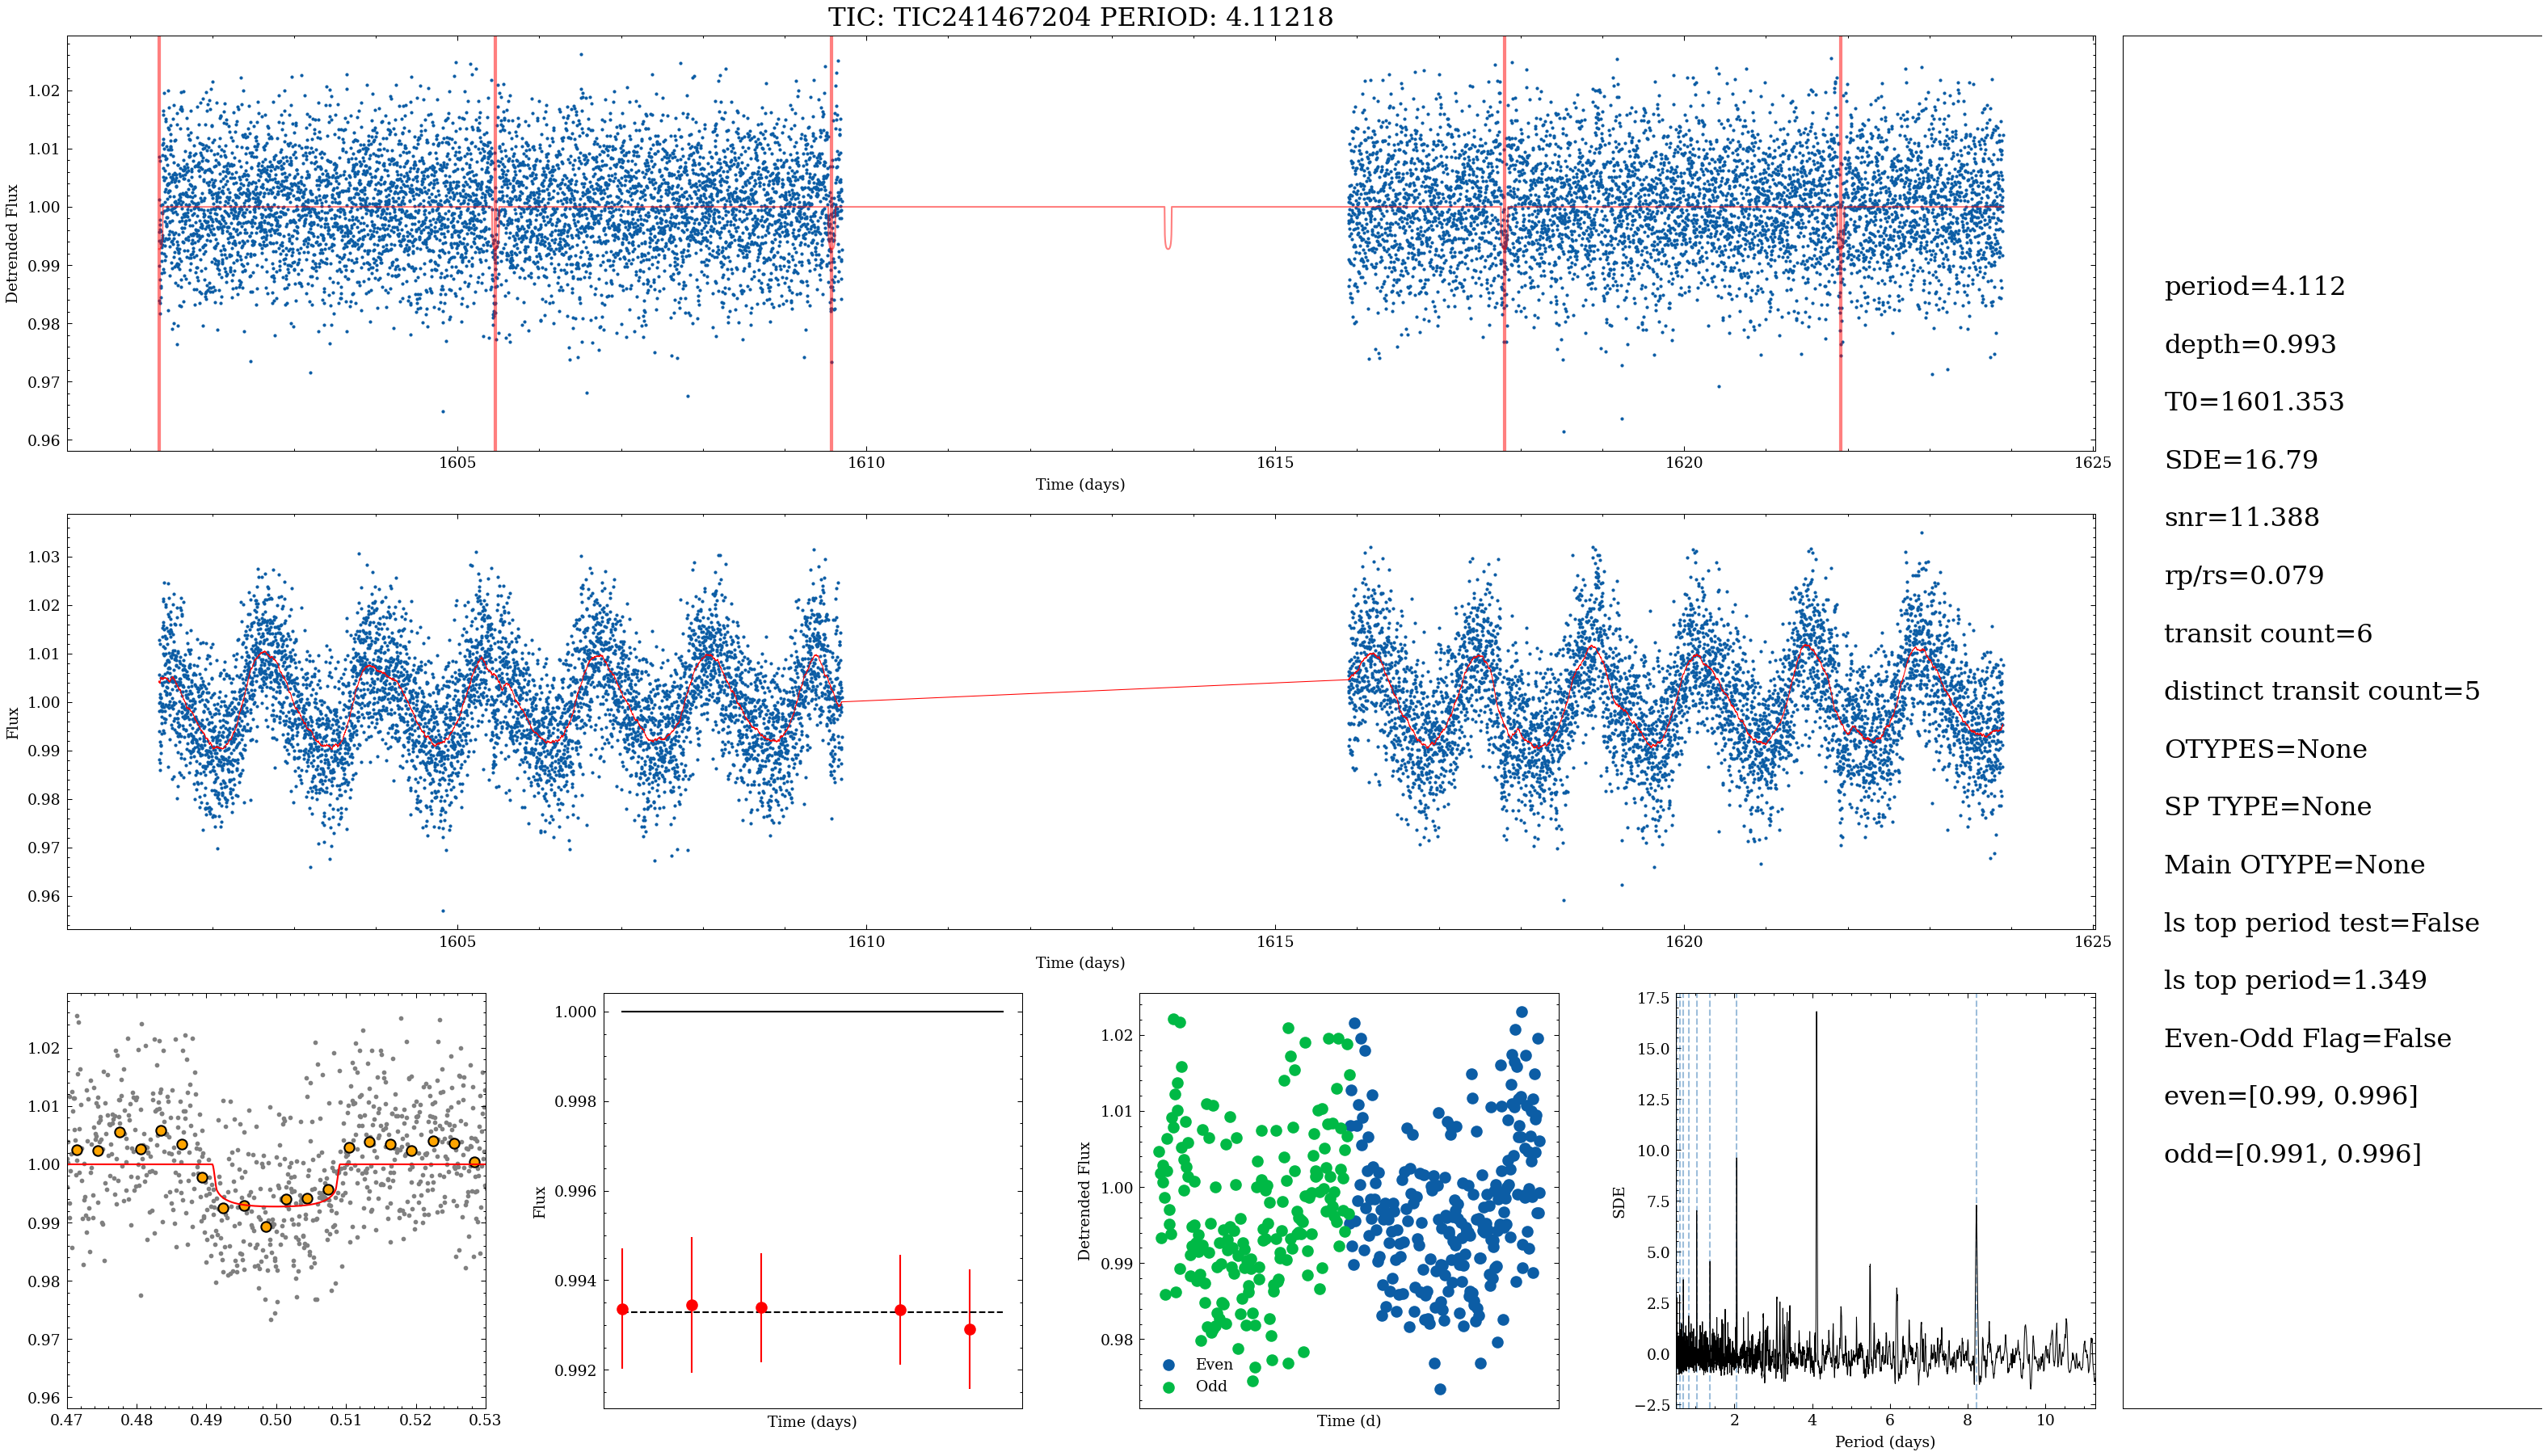 TIC: TIC241467204 PERIOD: 4.11218
Detrended Flux
1.02
1.01
1.00
0.99
0.98
0.97
0.96
1605
1610
1615
1620
1625
Time (days)
Flux
1.03
1.02
1.01
1.00
0.99
0.98
0.97
0.96
1605
1610
1615
1620
1625
Time (days)
1.02
1.01
1.00
0.99
0.98
0.97
0.96
0.47
0.48
0.49
0.50
0.51
0.52
0.53
Flux
1.000
0.998
0.996
0.994
0.992
Time (days)
Detrended Flux
1.02
1.01
1.00
0.99
0.98
Even
Odd
Time (d)
SDE
17.5
15.0
12.5
10.0
7.5
5.0
2.5
0.0
−2.5
2
4
6
8
10
Period (days)
period=4.112
depth=0.993
T0=1601.353
SDE=16.79
snr=11.388
rp/rs=0.079
transit count=6
distinct transit count=5
OTYPES=None
SP TYPE=None
Main OTYPE=None
ls top period test=False
ls top period=1.349
Even-Odd Flag=False
even=[0.99, 0.996]
odd=[0.991, 0.996]